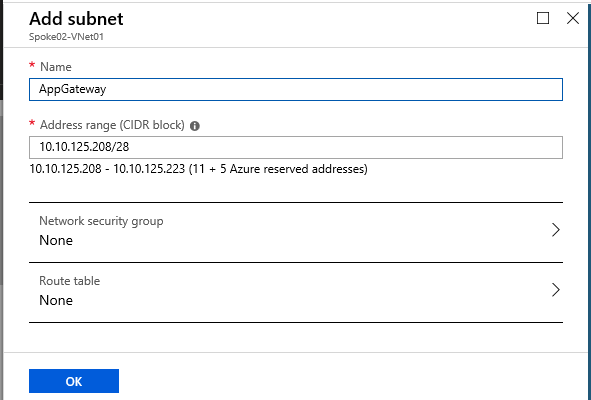 Add subnet
Spoke02-VNet01
* Name
AppGateway
* Address range (CIDR block)
10.10.125.208/28
10.10.125.208 - 10.10.125.223 (11 + 5 Azure reserved addresses)
Network security group
None
Route table
None
OK